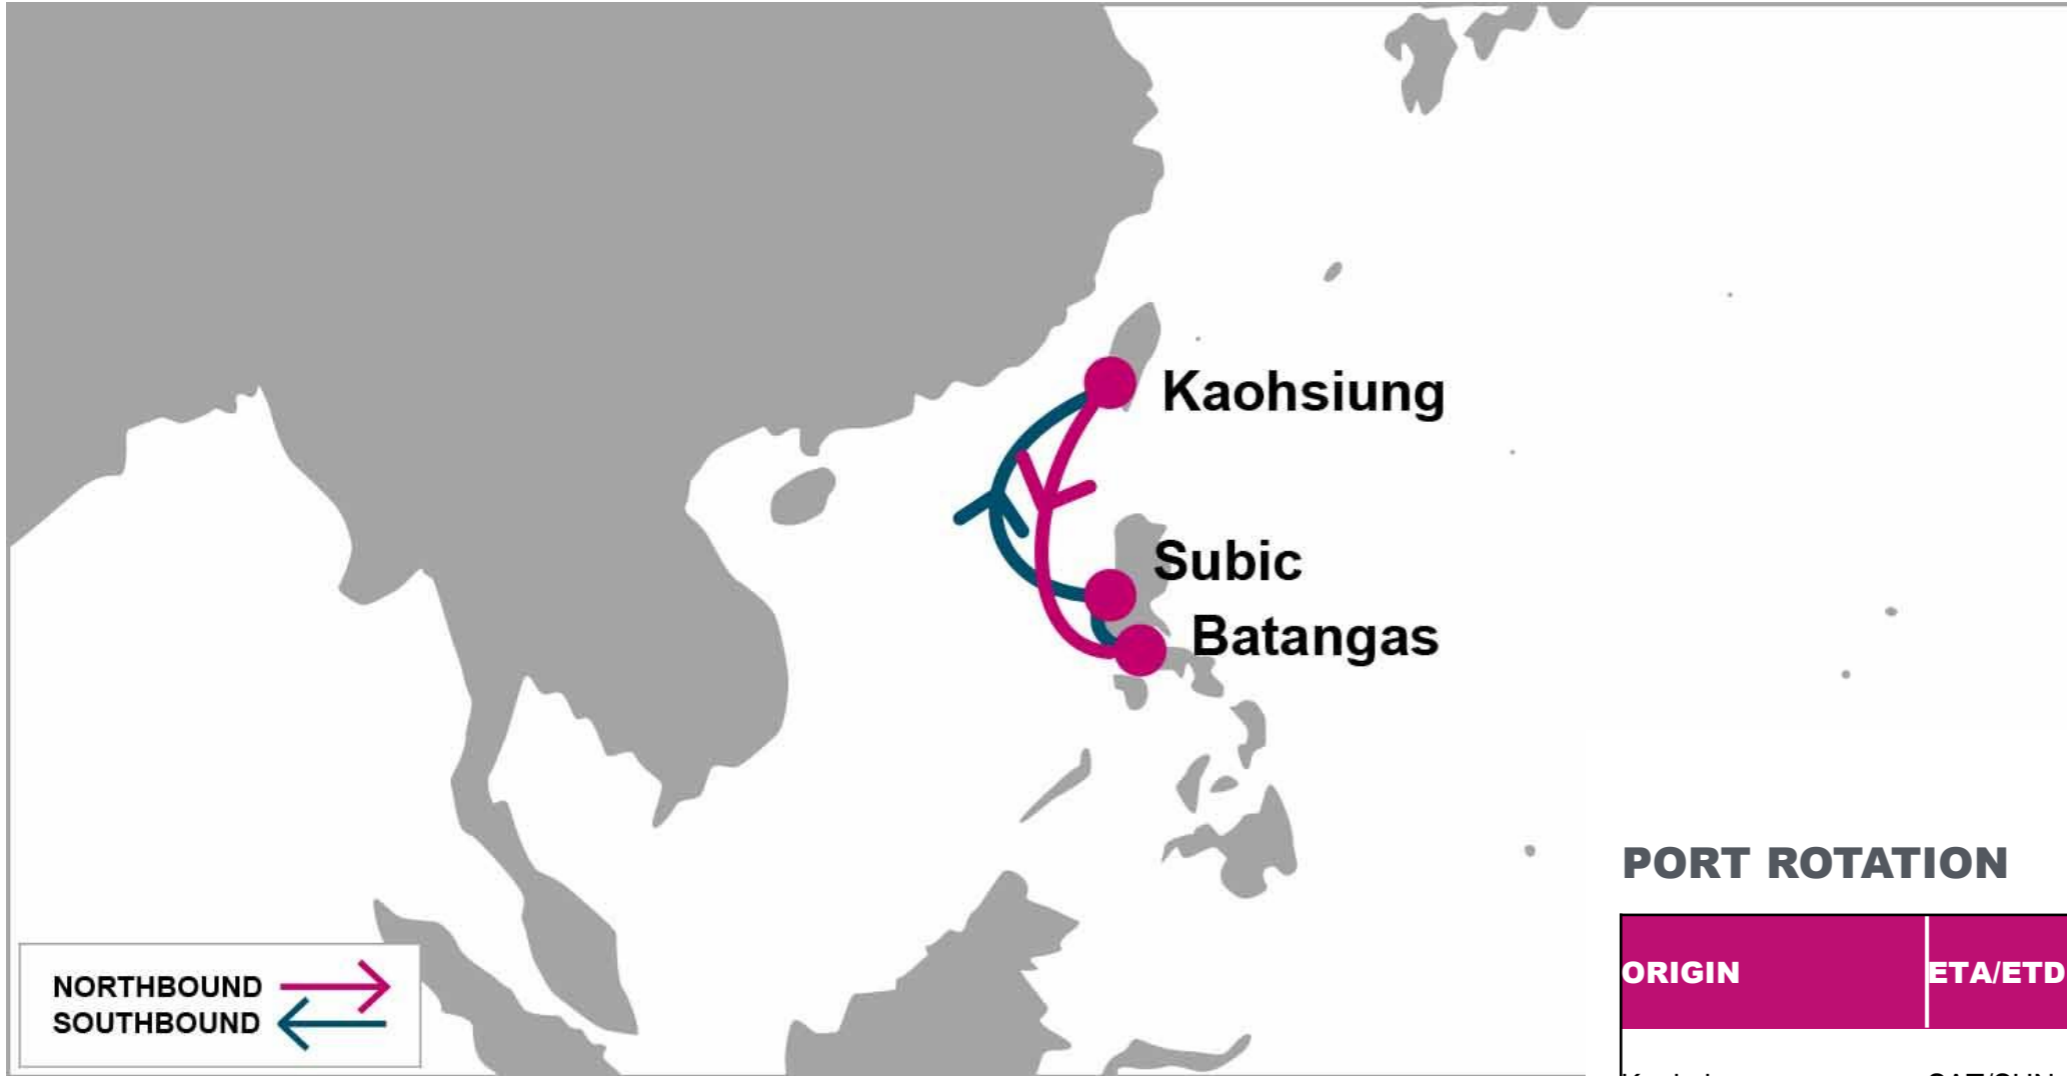 Kaohsiung
Subic
Batangas
NORTHBOUND
SOUTHBOUND
PORT ROTATION
ORIGIN ETA/ETD